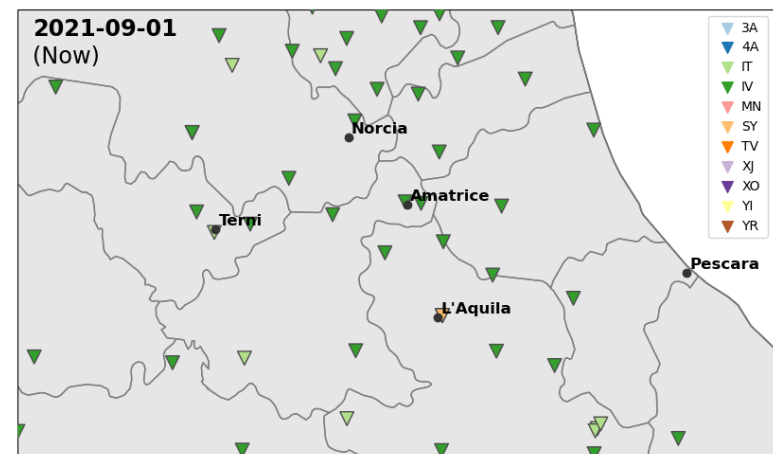 2021-09-01
(Now)
3A
4A
IT
IV
MN
SY
TV
XJ
XO
YI
YR
Norcia
Amatrice
Terni
Pescara
L'Aquila